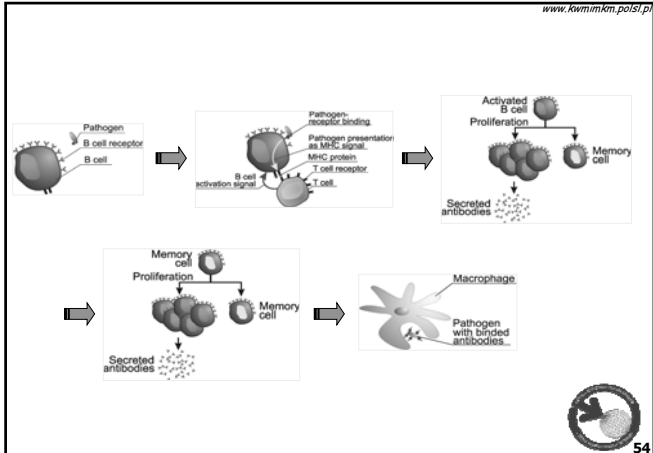 www.kwmimkm.polsl.pl
Pathogen
B cell receptor
B cell
Pathogen-
receptor binding
Pathogen presentation
as MHC signal
MHC protein
T cell receptor
T cell
B cell
activation signal
Activated
B cell
Proliferation
Memory
cell
Secreted
antibodies
Memory
cell
Proliferation
Memory
cell
Secreted
antibodies
Macrophage
Pathogen
with binded
antibodies
54